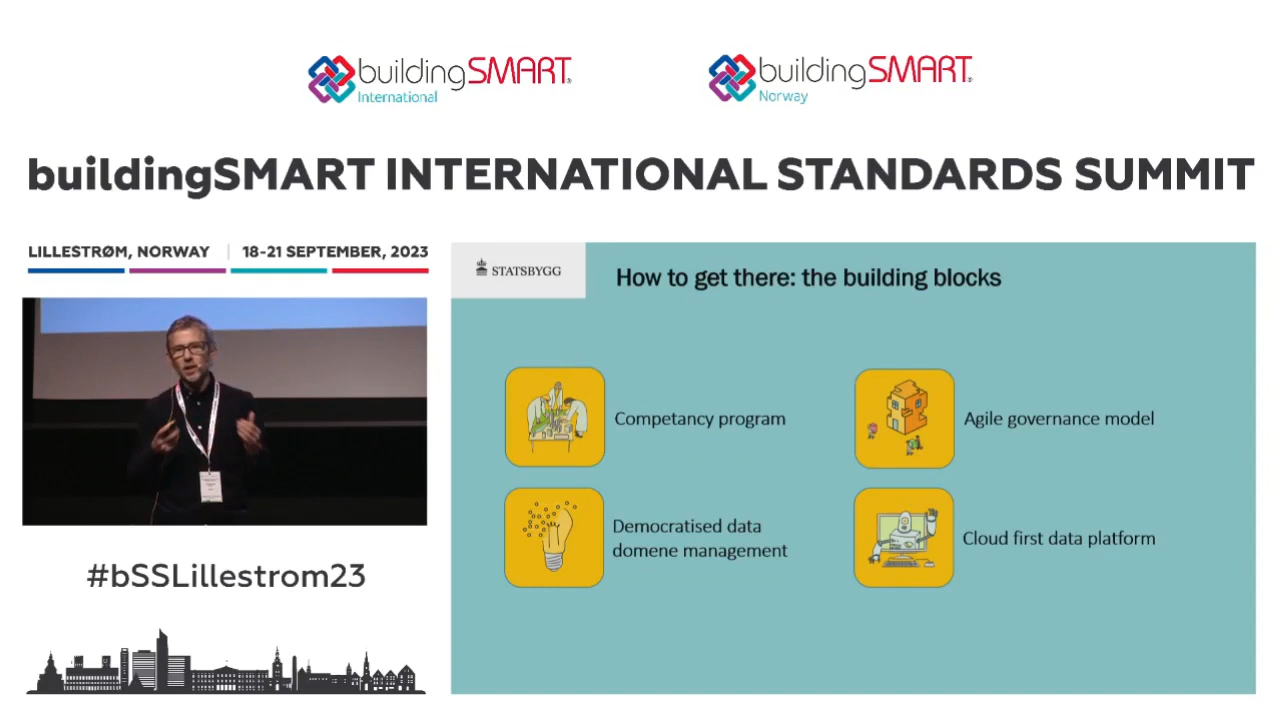 buildingSMART®
International
buildingSMART®
Norway
buildingSMART INTERNATIONAL STANDARDS SUMMIT
LILLESTRØM, NORWAY | 18-21 SEPTEMBER, 2023
STATSBYGG
How to get there: the building blocks
Competancy program
Agile governance model
Democratised data
domene management
Cloud first data platform
#bSSLillestrom23